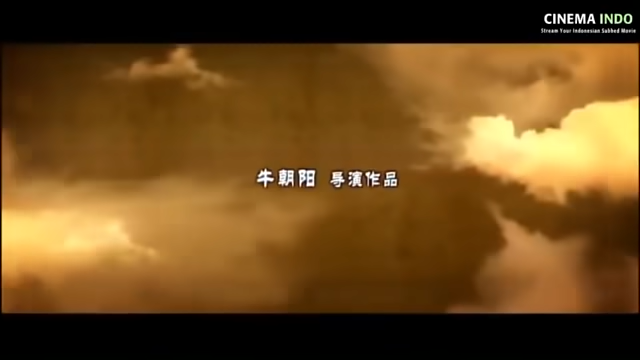 CINEMA INDO
Stream Your Indonesian Subbed Movie
牛朝阳 导演作品